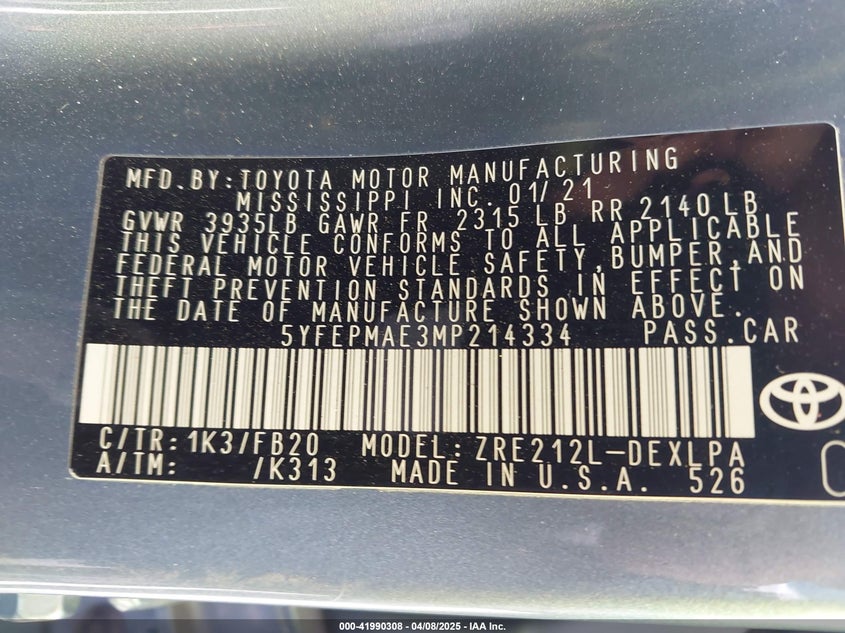 MFD.BY:TOYOTA MOTOR MANUFACTURING
MISSISSIPPI INC. 01/21
GVWR 3935LB GAWR FR 2315 LB RR 2140 LB
THIS VEHICLE CONFORMS TO ALL APPLICABLE
FEDERAL MOTOR VEHICLE SAFETY,BUMPER,AND
THEFT PREVENTION STANDARDS IN EFFECT ON
THE DATE OF MANUFACTURE SHOWN ABOVE.
5YFEPMAE3MP214334 PASS.CAR
C/TR: 1K3/FB20 MODEL: ZRE212L-DEXLPA
A/TM: /K313 MADE IN U.S.A. 526
000-41990308 - 04/08/2025 - IAA Inc.